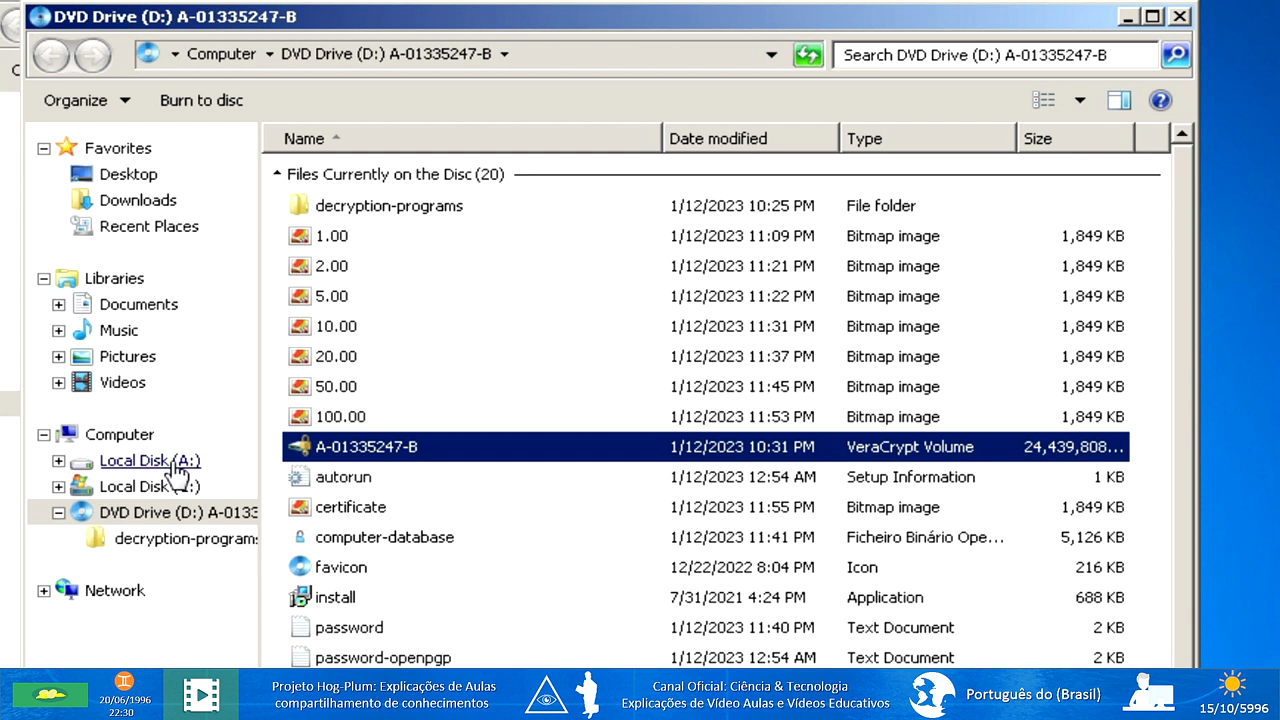 DVD Drive (D:) A-01335247-B
Computer DVD Drive (D:) A-01335247-B
Search DVD Drive (D:) A-01335247-B
Organize Burn to disc
Favorites
Desktop
Downloads
Recent Places
Libraries
Documents
Music
Pictures
Videos
Computer
Local Disk (A:)
Local Disk :)
DVD Drive (D:) A-0133
decryption-programs
Network
Name Date modified Type Size
Files Currently on the Disc (20)
decryption-programs 1/12/2023 10:25 PM File folder
1.00 1/12/2023 11:09 PM Bitmap image 1,849 KB
2.00 1/12/2023 11:21 PM Bitmap image 1,849 KB
5.00 1/12/2023 11:22 PM Bitmap image 1,849 KB
10.00 1/12/2023 11:31 PM Bitmap image 1,849 KB
20.00 1/12/2023 11:37 PM Bitmap image 1,849 KB
50.00 1/12/2023 11:45 PM Bitmap image 1,849 KB
100.00 1/12/2023 11:53 PM Bitmap image 1,849 KB
A-01335247-B 1/12/2023 10:31 PM VeraCrypt Volume 24,439,808...
autorun 1/12/2023 12:54 AM Setup Information 1 KB
certificate 1/12/2023 11:55 PM Bitmap image 1,849 KB
computer-database 1/12/2023 11:41 PM Ficheiro Binário Ope... 5,126 KB
favicon 12/22/2022 8:04 PM Icon 216 KB
install 7/31/2021 4:24 PM Application 688 KB
password 1/12/2023 11:40 PM Text Document 2 KB
password-openpgp 1/12/2023 12:54 AM Text Document 2 KB
20/06/1996
22:30
Projeto Hog-Plum: Explicações de Aulas
compartilhamento de conhecimentos
Canal Oficial: Ciência & Tecnologia
Explicações de Vídeo Aulas e Vídeos Educativos
Português do (Brasil)
15/10/5996